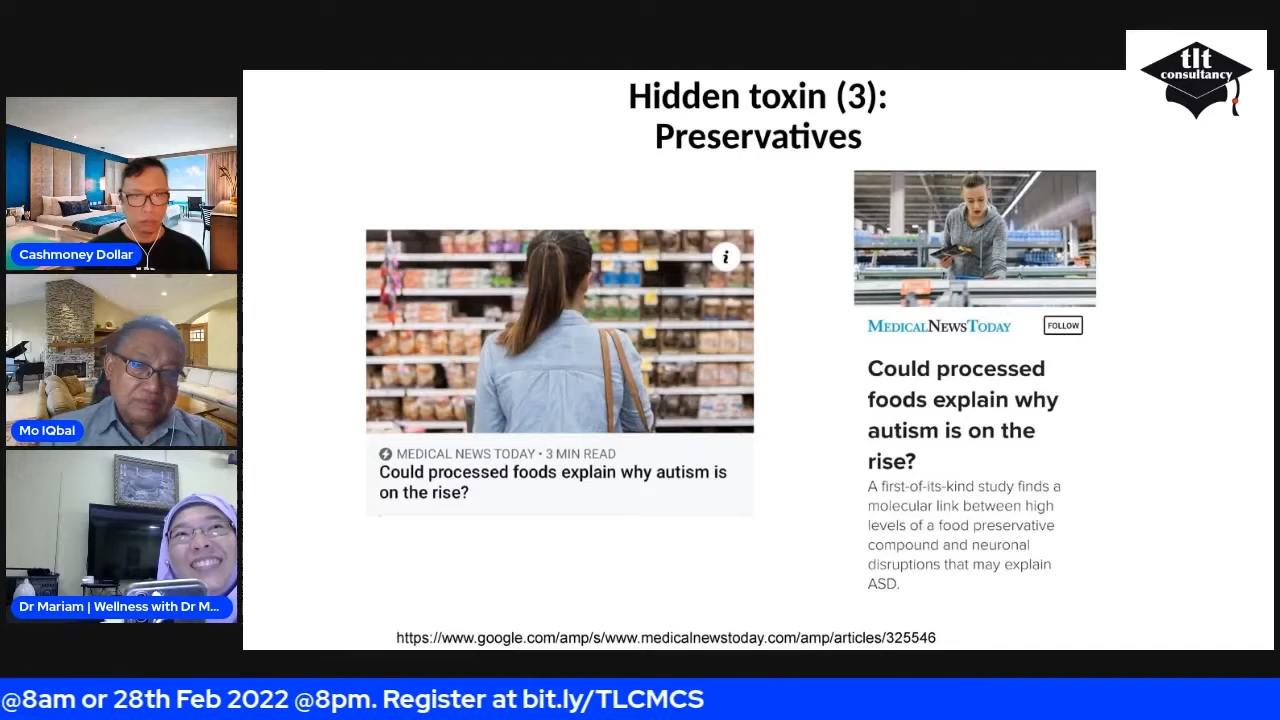 tlt
consultancy
Hidden toxin (3):
Preservatives
Cashmoney Dollar
Mo IQbal
Dr Mariam | Wellness with Dr M...
i
MEDICAL NEWS TODAY • 3 MIN READ
Could processed foods explain why autism is
on the rise?
MEDICALNEWSTODAY
FOLLOW
Could processed
foods explain why
autism is on the
rise?
A first-of-its-kind study finds a
molecular link between high
levels of a food preservative
compound and neuronal
disruptions that may explain
ASD.
https://www.google.com/amp/s/www.medicalnewstoday.com/amp/articles/325546
@8am or 28th Feb 2022 @8pm. Register at bit.ly/TLCMCS